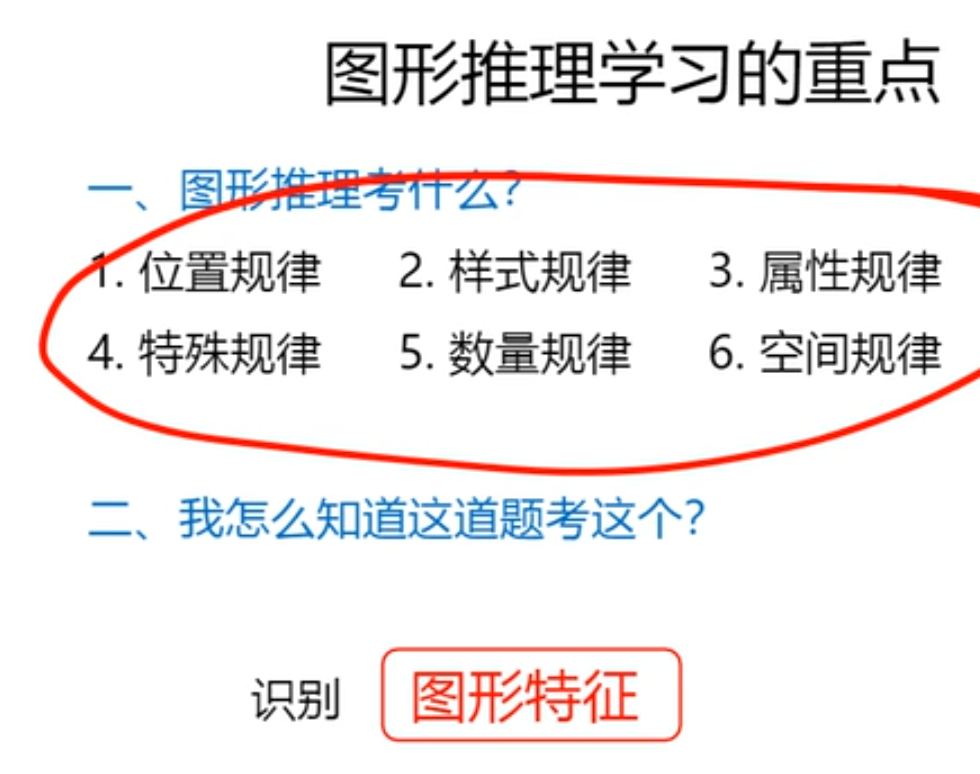 图形推理学习的重点
一、图形推理考什么?
1. 位置规律 2. 样式规律 3. 属性规律
4. 特殊规律 5. 数量规律 6. 空间规律
二、我怎么知道这道题考这个?
识别 图形特征